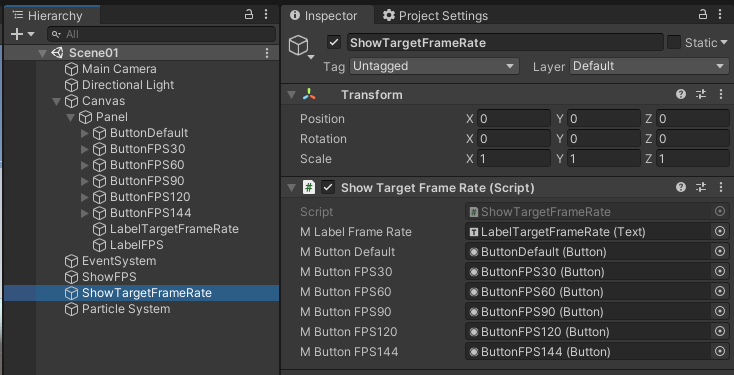 Hierarchy
All
Scene01
Main Camera
Directional Light
Canvas
Panel
ButtonDefault
ButtonFPS30
ButtonFPS60
ButtonFPS90
ButtonFPS120
ButtonFPS144
LabelTargetFrameRate
LabelFPS
EventSystem
ShowFPS
ShowTargetFrameRate
Particle System
Inspector Project Settings
ShowTargetFrameRate Static
Tag Untagged Layer Default
Transform
Position X 0 Y 0 Z 0
Rotation X 0 Y 0 Z 0
Scale X 1 Y 1 Z 1
# Show Target Frame Rate (Script)
Script ShowTargetFrameRate
M Label Frame Rate LabelTargetFrameRate (Text)
M Button Default ButtonDefault (Button)
M Button FPS30 ButtonFPS30 (Button)
M Button FPS60 ButtonFPS60 (Button)
M Button FPS90 ButtonFPS90 (Button)
M Button FPS120 ButtonFPS120 (Button)
M Button FPS144 ButtonFPS144 (Button)